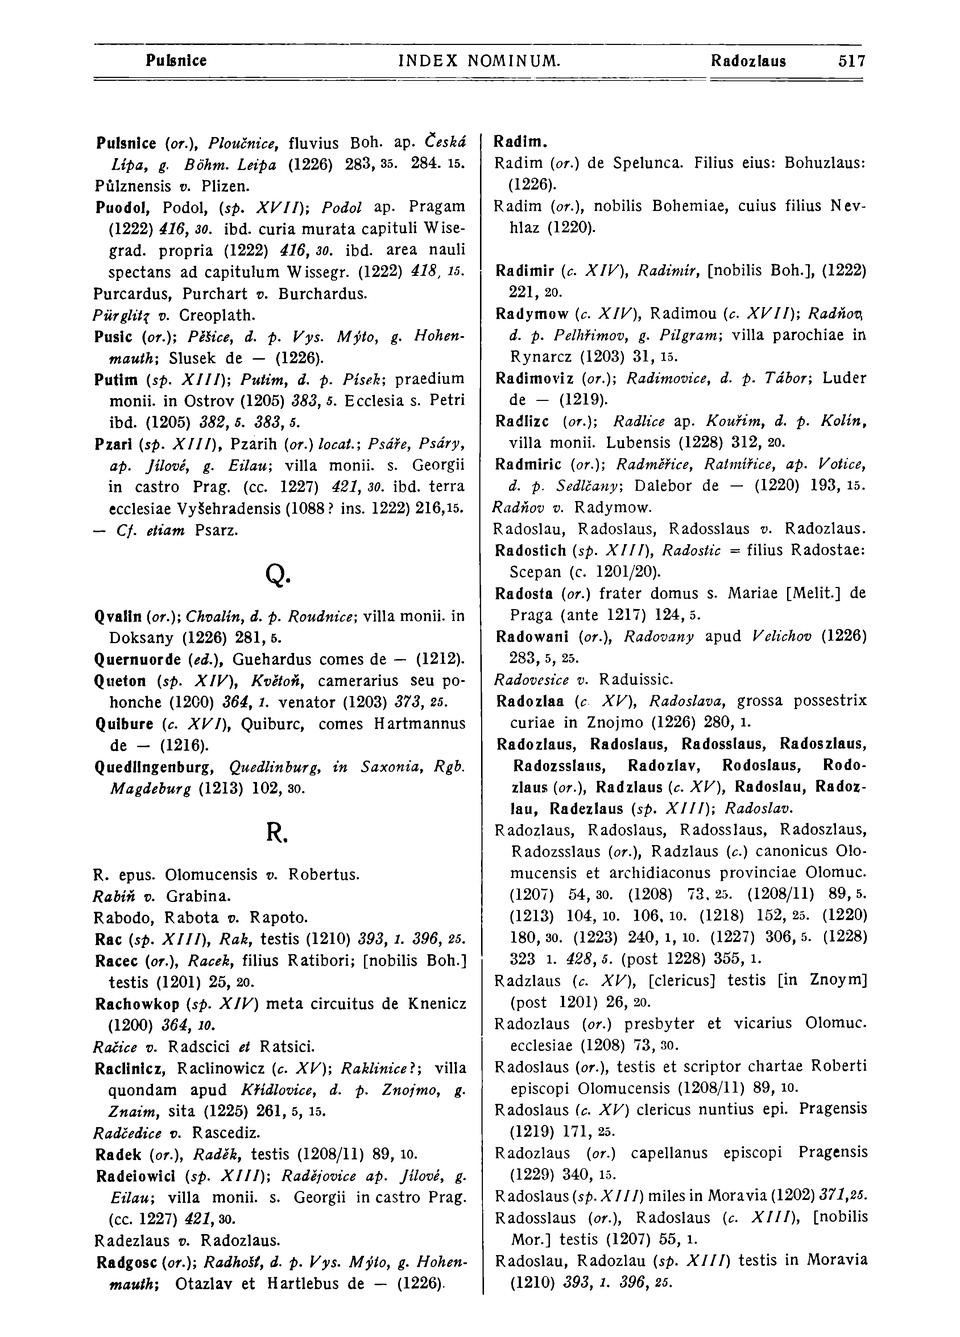 Pulsnice INDEX NOMINUM. Radozlaus 517
Pulsnice (or.), Ploučnice, fluvius Boh. ap. Česká
Lípa, g. Böhm. Leipa (1226) 283, 35. 284. 15.
Půlznensis v. Plizen.
Puodol, Podol, (sp. XVII); Podol ap. Pragam
(1222) 416, 30. ibd. curia murata capituli Wise-
grad. propria (1222) 416, 30. ibd. area nauli
spectans ad capitulum Wissegr. (1222) 418, 15.
Purcardus, Purchart v. Burchardus.
Pürglitz v. Creoplath.
Pusic (or.); Pěšice, d. p. Vys. Mýto, g. Hohen-
mauth; Slusek de — (1226).
Putim (sp. XIII); Putim, d. p. Písek; praedium
monii. in Ostrov (1205) 383, 5. Ecclesia s. Petri
ibd. (1205) 382, 5. 383, 5.
Pzari (sp. XIII), Pzarih (or.) locat.; Psáře, Psáry,
ap. Jílové, g. Eilau; villa monii. s. Georgii
in castro Prag. (cc. 1227) 421, 30. ibd. terra
ecclesiae Vyšehradensis (1088? ins. 1222) 216, 15.
— Cf. etiam Psarz.
Q.
Qvalin (or.); Chvalín, d. p. Roudnice; villa monii. in
Doksany (1226) 281, 5.
Quernuorde (ed.), Guehardus comes de — (1212).
Queton (sp. XIV), Květoň, camerarius seu po-
honche (1200) 364, 1. venator (1203) 373, 25.
Quibure (c. XVI), Quiburc, comes Hartmannus
de — (1216).
Quedlingenburg, Quedlinburg, in Saxonia, Rgb.
Magdeburg (1213) 102, 30.
R.
R. epus. Olomucensis v. Robertus.
Rabíň v. Grabina.
Rabodo, Rabota v. Rapoto.
Rac (sp. XIII), Rak, testis (1210) 393, 1. 396, 25.
Racec (or.), Racek, filius Ratibori; [nobilis Boh.]
testis (1201) 25, 20.
Rachowkop (sp. XIV) meta circuitus de Knenicz
(1200) 364, 10.
Račice v. Radscici et Ratsici.
Raclinicz, Raclinowicz (c. XV); Raklinice?; villa
quondam apud Křidlovice, d. p. Znojmo, g.
Znaim, sita (1225) 261, 5, 15.
Radčedice v. Rascediz.
Radek (or.), Raděk, testis (1208/11) 89, 10.
Radeiowici (sp. XIII); Radějovice ap. Jílové, g.
Eilau; villa monii. s. Georgii in castro Prag.
(cc. 1227) 421, 30.
Radezlaus v. Radozlaus.
Radgosc (or.); Radhošť, d. p. Vys. Mýto, g. Hohen-
mauth; Otazlav et Hartlebus de — (1226).
Radim.
Radim (or.) de Spelunca. Filius eius: Bohuzlaus:
(1226).
Radim (or.), nobilis Bohemiae, cuius filius Nev-
hlaz (1220).
Radimir (c. XIV), Radimír, [nobilis Boh.], (1222)
221, 20.
Radymow (c. XIV), Radimou (c. XVII); Radňov,
d. p. Pelhřimov, g. Pilgram; villa parochiae in
Rynarcz (1203) 31, 15.
Radimoviz (or.); Radimovice, d. p. Tábor; Luder
de — (1219).
Radlizc (or.); Radlice ap. Kouřim, d. p. Kolín,
villa monii. Lubensis (1228) 312, 20.
Radmiric (or.); Radměřice, Ratmířice, ap. Votice,
d. p. Sedlčany; Dalebor de — (1220) 193, 15.
Radňov v. Radymow.
Radoslau, Radoslaus, Radosslaus v. Radozlaus.
Radostich (sp. XIII), Radostic = filius Radostae:
Scepan (c. 1201/20).
Radosta (or.) frater domus s. Mariae [Melit.] de
Praga (ante 1217) 124, 5.
Radowani (or.), Radovany apud Velichov (1226)
283, 5, 25.
Radovesice v. Raduissic.
Radozlaa (c XV), Radoslava, grossa possestrix
curiae in Znojmo (1226) 280, 1.
Radozlaus, Radoslaus, Radosslaus, Radoszlaus,
Radozsslaus, Radozlav, Rodoslaus, Rodo-
zlaus (or.), Radzlaus (c. XV), Radoslau, Radoz-
lau, Radezlaus (sp. XIII); Radoslav.
Radozlaus, Radoslaus, Radosslaus, Radoszlaus,
Radozsslaus (or.), Radzlaus (c.) canonicus Olo-
mucensis et archidiaconus provinciae Olomuc.
(1207) 54, 30. (1208) 73, 25. (1208/11) 89, 5.
(1213) 104, 10. 106, 10. (1218) 152, 25. (1220)
180, 30. (1223) 240, 1, 10. (1227) 306, 5. (1228)
323 1. 428, 5. (post 1228) 355, 1.
Radzlaus (c. XV), [clericus] testis [in Znoym]
(post 1201) 26, 20.
Radozlaus (or.) presbyter et vicarius Olomuc.
ecclesiae (1208) 73, 30.
Radoslaus (or.), testis et scriptor chartae Roberti
episcopi Olomucensis (1208/11) 89, 10.
Radoslaus (c. XV) clericus nuntius epi. Pragensis
(1219) 171, 25.
Radozlaus (or.) capellanus episcopi Pragensis
(1229) 340, 15.
Radoslaus (sp. XIII) miles in Moravia (1202) 371, 25.
Radosslaus (or.), Radoslaus (c. XIII), [nobilis
Mor.] testis (1207) 55, 1.
Radoslau, Radozlau (sp. XIII) testis in Moravia
(1210) 393, 1. 396, 25.